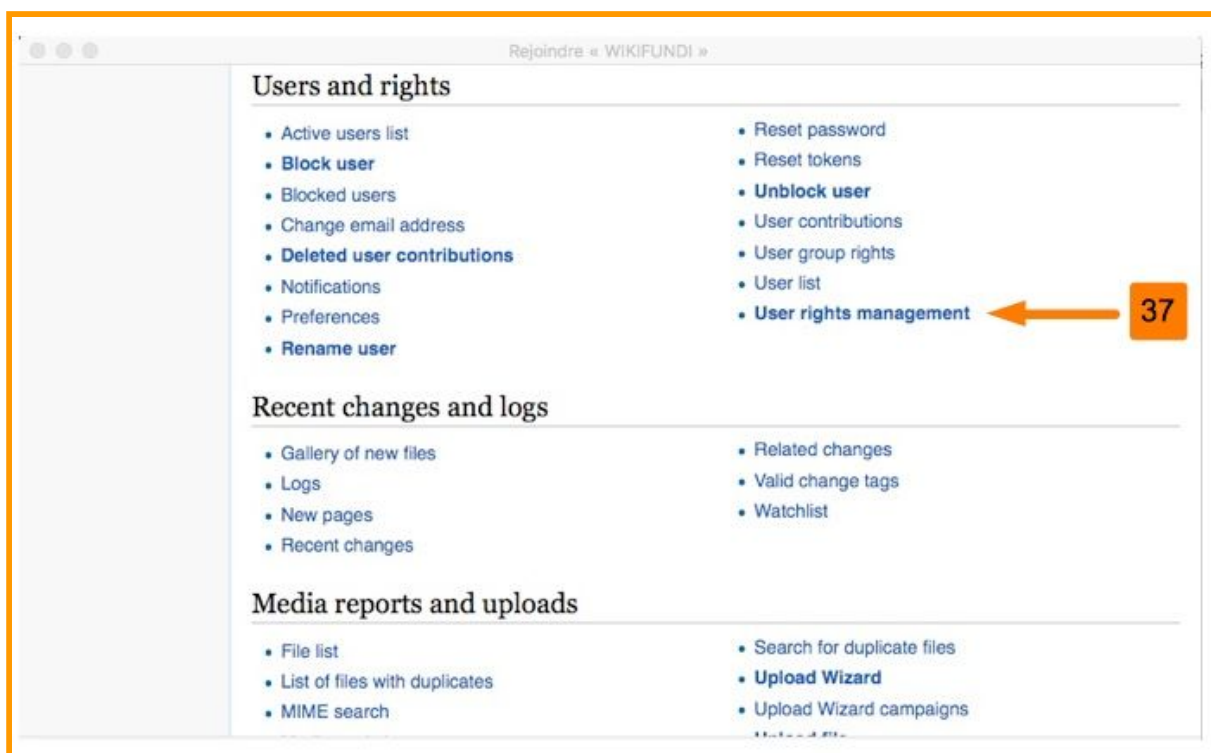 Rejoindre « WIKIFUNDI »
Users and rights
• Active users list
• Block user
• Blocked users
• Change email address
• Deleted user contributions
• Notifications
• Preferences
• Rename user
• Reset password
• Reset tokens
• Unblock user
• User contributions
• User group rights
• User list
• User rights management
37
Recent changes and logs
• Gallery of new files
• Logs
• New pages
• Recent changes
• Related changes
• Valid change tags
• Watchlist
Media reports and uploads
• File list
• List of files with duplicates
• MIME search
• Search for duplicate files
• Upload Wizard
• Upload Wizard campaigns
• Upload file